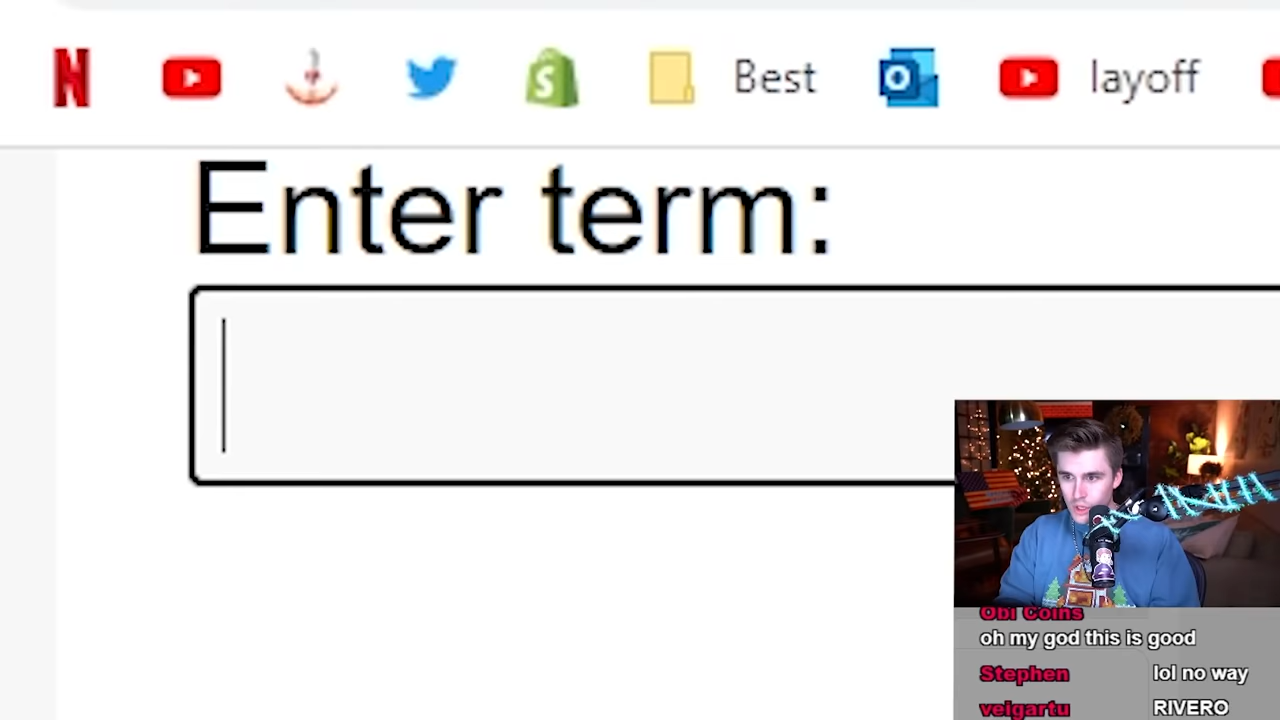 Best
layoff
Enter term:
Obi Coins
oh my god this is good
Stephen lol no way
veigartu RIVERO